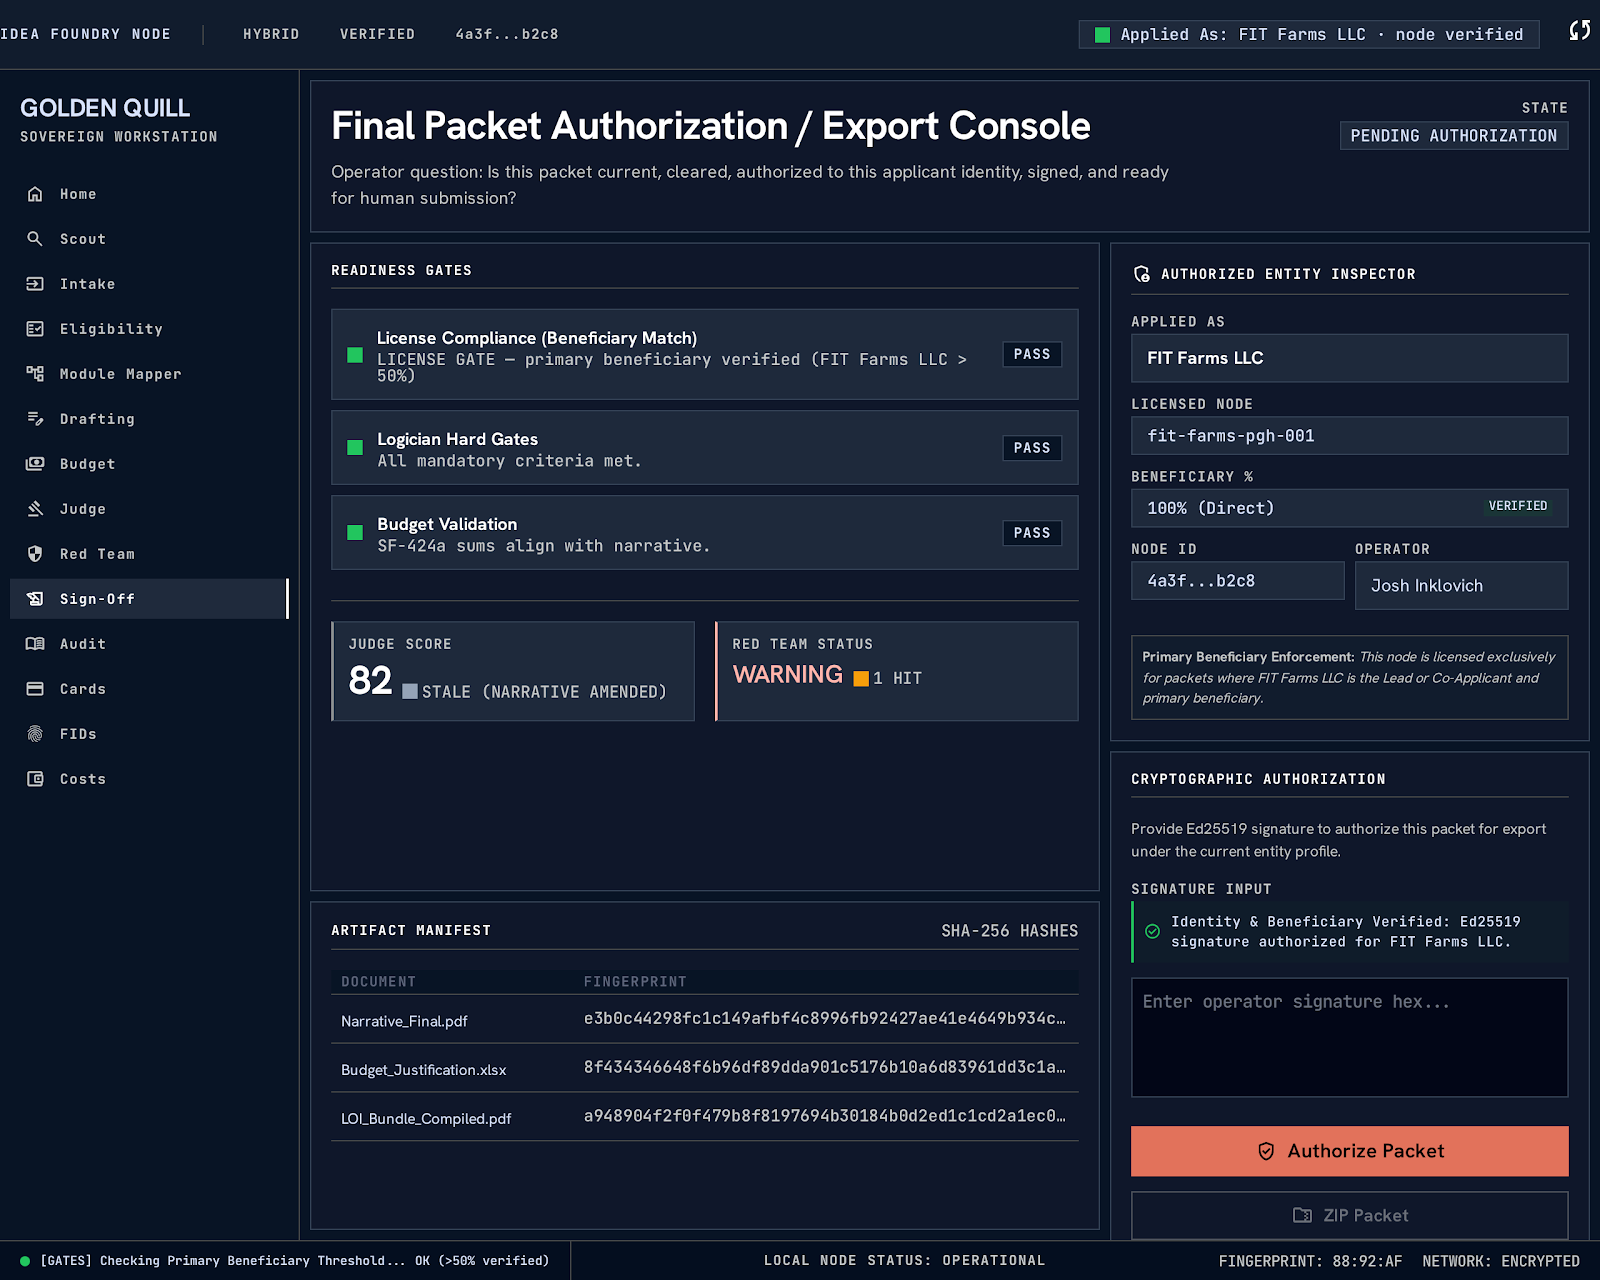 IDEA FOUNDRY NODE
HYBRID
VERIFIED
4a3f...b2c8
Applied As: FIT Farms LLC · node verified
GOLDEN QUILL
SOVEREIGN WORKSTATION
Home
Scout
Intake
Eligibility
Module Mapper
Drafting
Budget
Judge
Red Team
Sign-Off
Audit
Cards
FIDs
Costs
Final Packet Authorization / Export Console
Operator question: Is this packet current, cleared, authorized to this applicant identity, signed, and ready
for human submission?
STATE
PENDING AUTHORIZATION
READINESS GATES
License Compliance (Beneficiary Match)
LICENSE GATE — primary beneficiary verified (FIT Farms LLC >
50%)
PASS
Logician Hard Gates
All mandatory criteria met.
PASS
Budget Validation
SF-424a sums align with narrative.
PASS
JUDGE SCORE
82 STALE (NARRATIVE AMENDED)
RED TEAM STATUS
WARNING 1 HIT
ARTIFACT MANIFEST
SHA-256 HASHES
DOCUMENT FINGERPRINT
Narrative_Final.pdf e3b0c44298fc1c149afbf4c8996fb92427ae41e4649b934c…
Budget_Justification.xlsx 8f434346648f6b96df89dda901c5176b10a6d83961dd3c1a…
LOI_Bundle_Compiled.pdf a948904f2f0f479b8f8197694b30184b0d2ed1c1cd2a1ec0…
AUTHORIZED ENTITY INSPECTOR
APPLIED AS
FIT Farms LLC
LICENSED NODE
fit-farms-pgh-001
BENEFICIARY %
100% (Direct)
VERIFIED
NODE ID
4a3f...b2c8
OPERATOR
Josh Inklovich
Primary Beneficiary Enforcement: This node is licensed exclusively
for packets where FIT Farms LLC is the Lead or Co-Applicant and
primary beneficiary.
CRYPTOGRAPHIC AUTHORIZATION
Provide Ed25519 signature to authorize this packet for export
under the current entity profile.
SIGNATURE INPUT
Identity & Beneficiary Verified: Ed25519
signature authorized for FIT Farms LLC.
Enter operator signature hex...
Authorize Packet
ZIP Packet
[GATES] Checking Primary Beneficiary Threshold... OK (>50% verified)
LOCAL NODE STATUS: OPERATIONAL
FINGERPRINT: 88:92:AF
NETWORK: ENCRYPTED